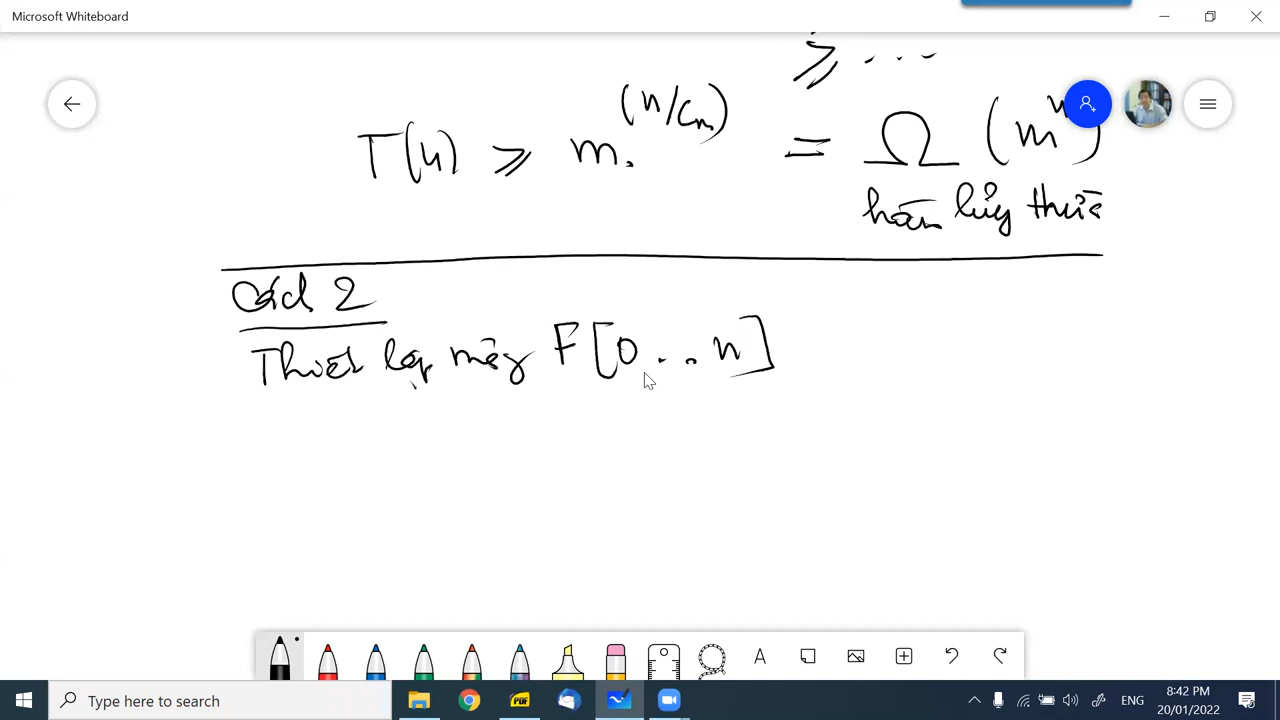 Microsoft Whiteboard
≥ ...
T(n) ≥ m.^(n/Cm) = Ω(m^n)
hàm lũy thừa
Cách 2
Thiết lập mảng F[0..n]
Type here to search
ENG
8:42 PM
20/01/2022